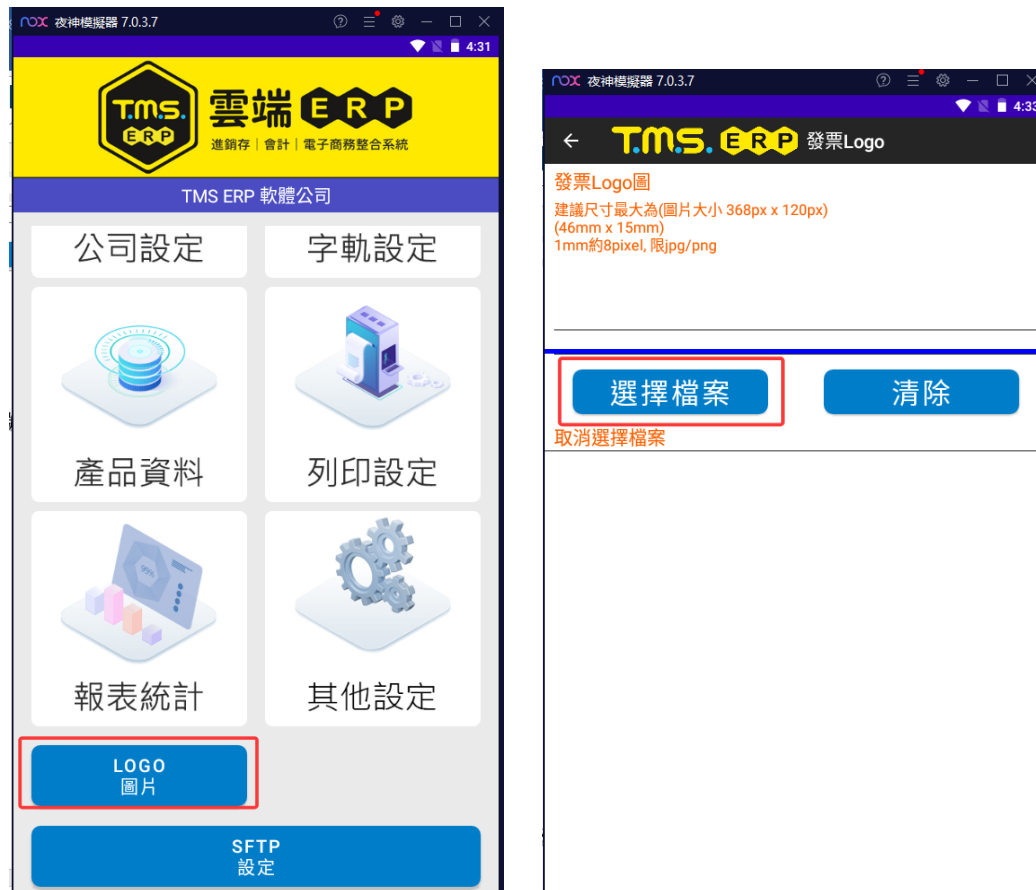 nox 夜神模擬器 7.0.3.7
4:31
T.M.S.
ERP
雲端 ERP
進銷存｜會計｜電子商務整合系統
TMS ERP 軟體公司
公司設定
字軌設定
產品資料
列印設定
報表統計
其他設定
LOGO
圖片
SFTP
設定
nox 夜神模擬器 7.0.3.7
4:33
T.M.S. ERP 發票Logo
發票Logo圖
建議尺寸最大為(圖片大小 368px x 120px)
(46mm x 15mm)
1mm約8pixel, 限jpg/png
選擇檔案
清除
取消選擇檔案